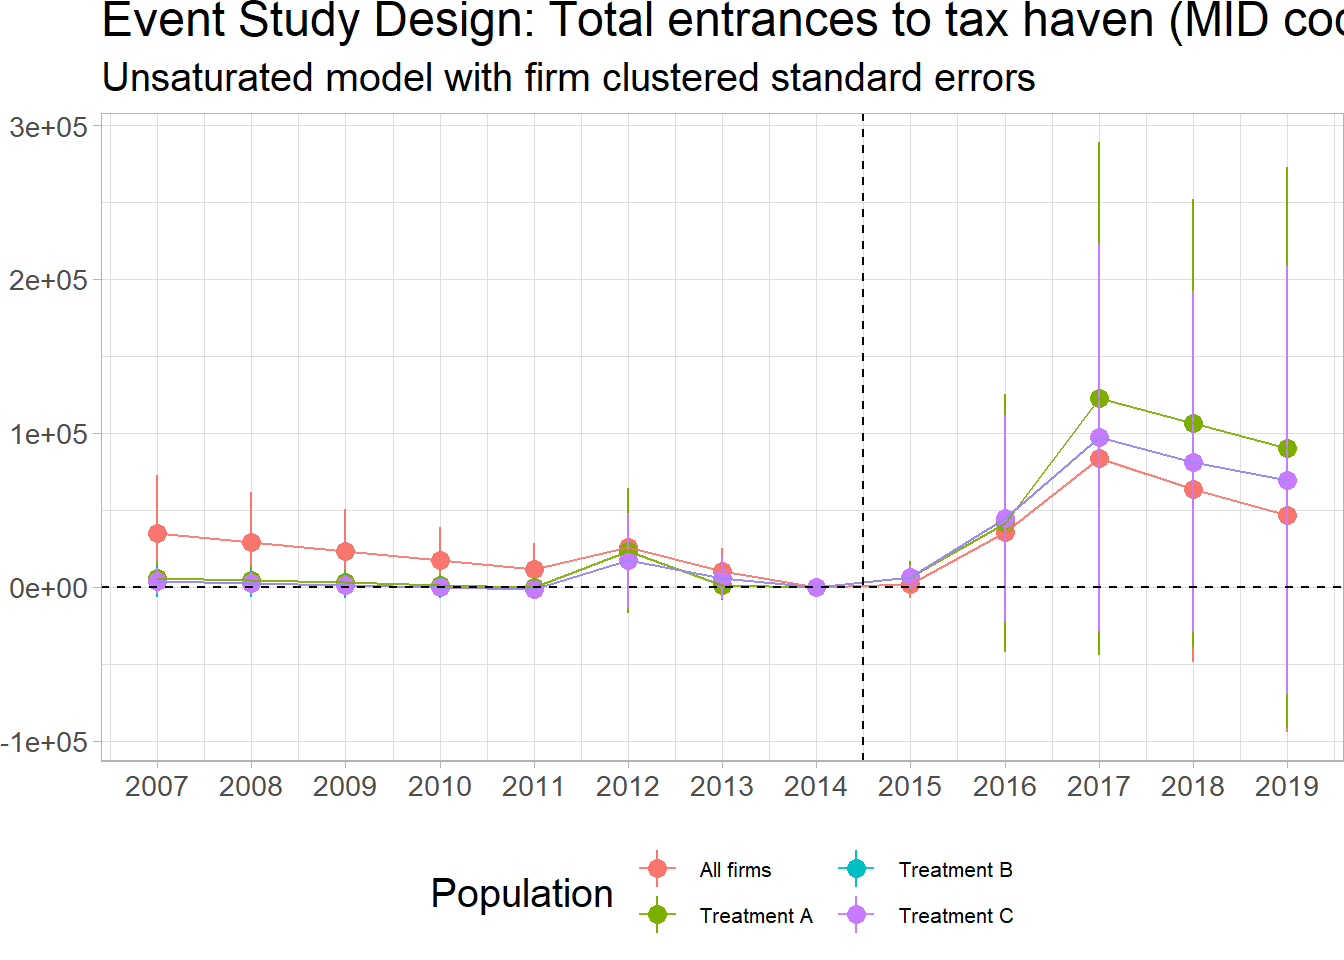 Event Study Design: Total entrances to tax haven (MID
Unsaturated model with firm clustered standard errors
3e+05
2e+05
1e+05
0e+00
-1e+05
2007 2008 2009 2010 2011 2012 2013 2014 2015 2016 2017 2018 2019
Population
All firms
Treatment B
Treatment A
Treatment C